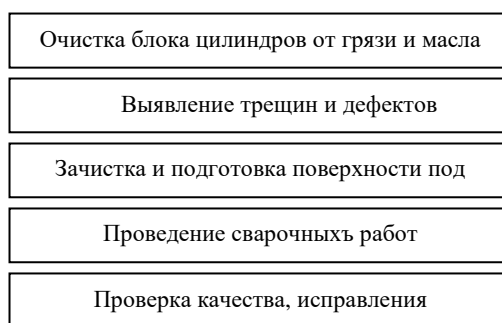 Очистка блока цилиндров от грязи и масла
Выявление трещин и дефектов
Зачистка и подготовка поверхности под
Проведение сварочныхъ работ
Проверка качества, исправления